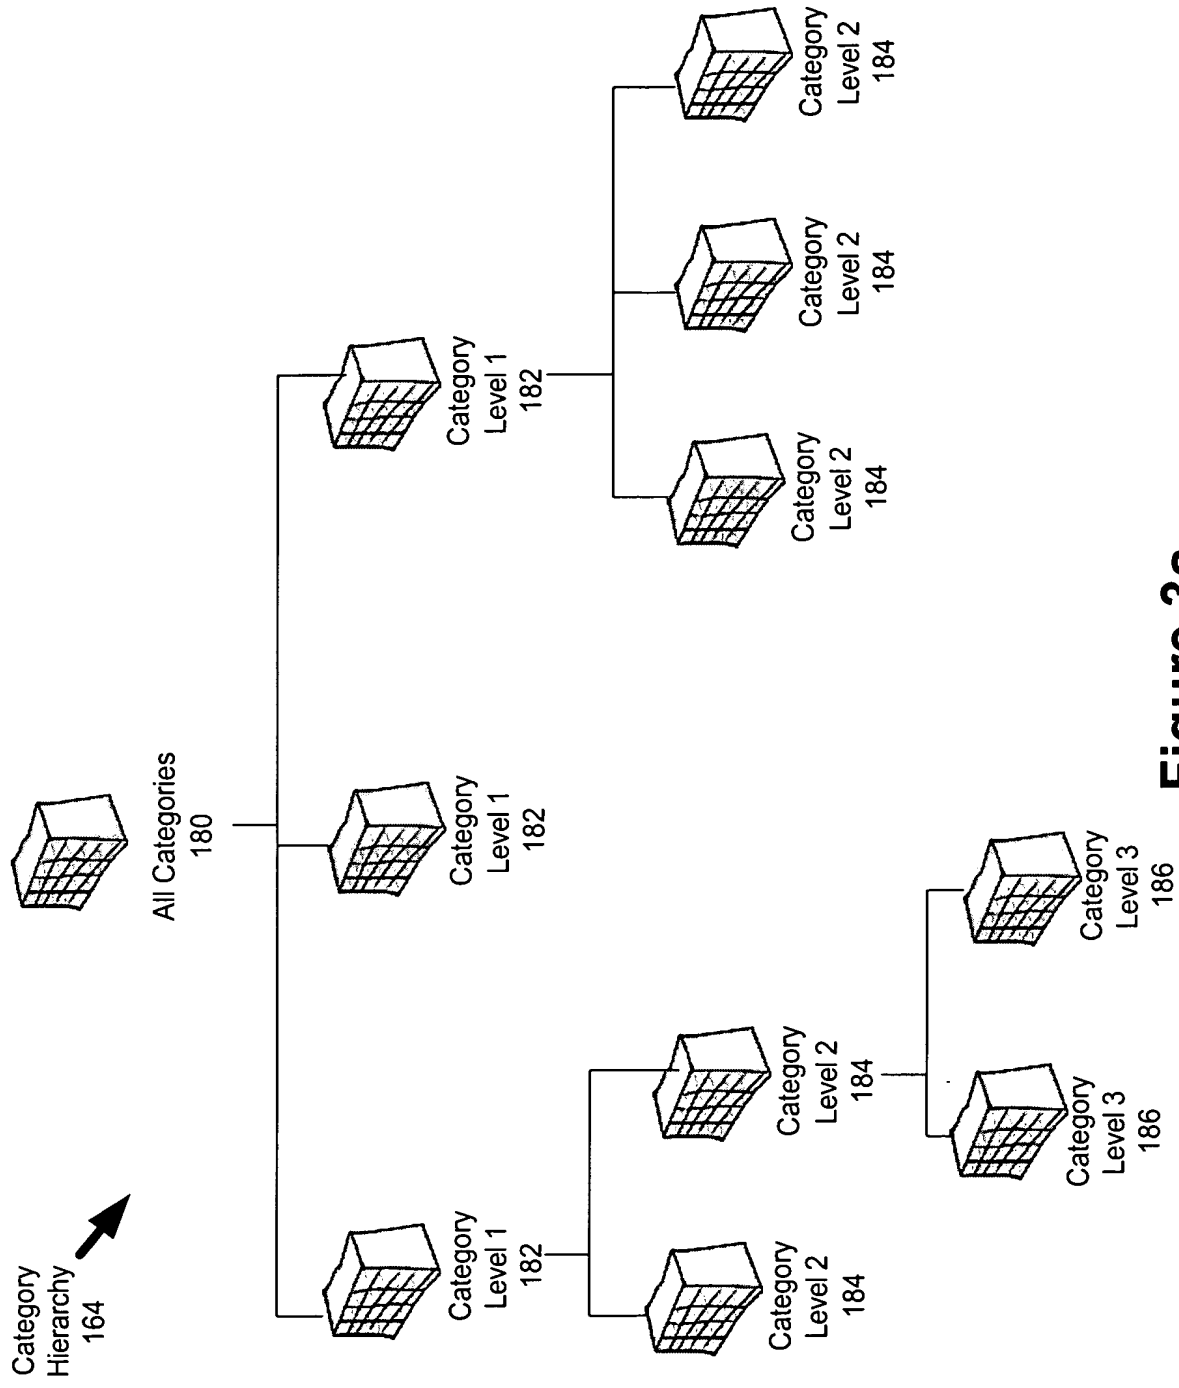 Category
Hierarchy
164
All Categories
180
Category
Level 1
182
Category
Level 1
182
Category
Level 1
182
Category
Level 2
184
Category
Level 2
184
Category
Level 2
184
Category
Level 2
184
Category
Level 2
184
Category
Level 3
186
Category
Level 3
186
Figure